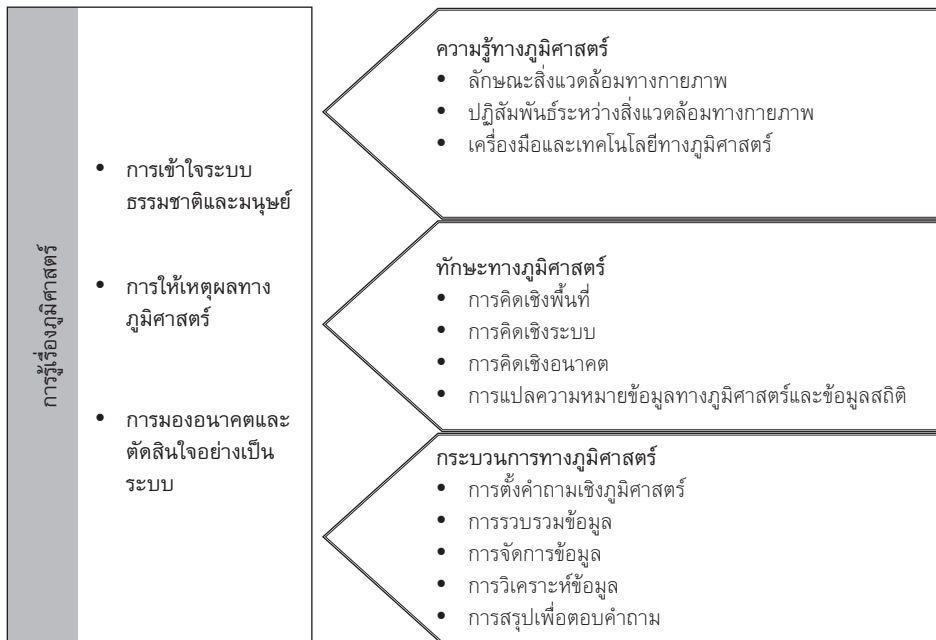 การรู้เรื่องภูมิศาสตร์
• การเข้าใจระบบ
ธรรมชาติและมนุษย์
• การให้เหตุผลทาง
ภูมิศาสตร์
• การมองอนาคตและ
ตัดสินใจอย่างเป็น
ระบบ
ความรู้ทางภูมิศาสตร์
• ลักษณะสิ่งแวดล้อมทางกายภาพ
• ปฏิสัมพันธ์ระหว่างสิ่งแวดล้อมทางกายภาพ
• เครื่องมือและเทคโนโลยีทางภูมิศาสตร์
ทักษะทางภูมิศาสตร์
• การคิดเชิงพื้นที่
• การคิดเชิงระบบ
• การคิดเชิงอนาคต
• การแปลความหมายข้อมูลทางภูมิศาสตร์และข้อมูลสถิติ
กระบวนการทางภูมิศาสตร์
• การตั้งคำถามเชิงภูมิศาสตร์
• การรวบรวมข้อมูล
• การจัดการข้อมูล
• การวิเคราะห์ข้อมูล
• การสรุปเพื่อตอบคำถาม